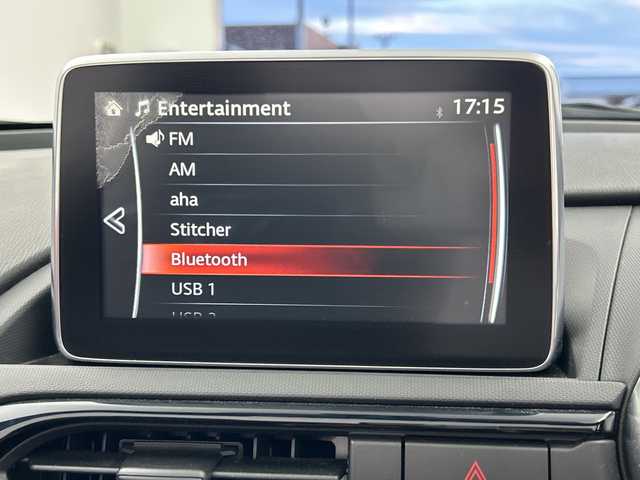 Entertainment 17:15
FM
AM
aha
Stitcher
Bluetooth
USB 1